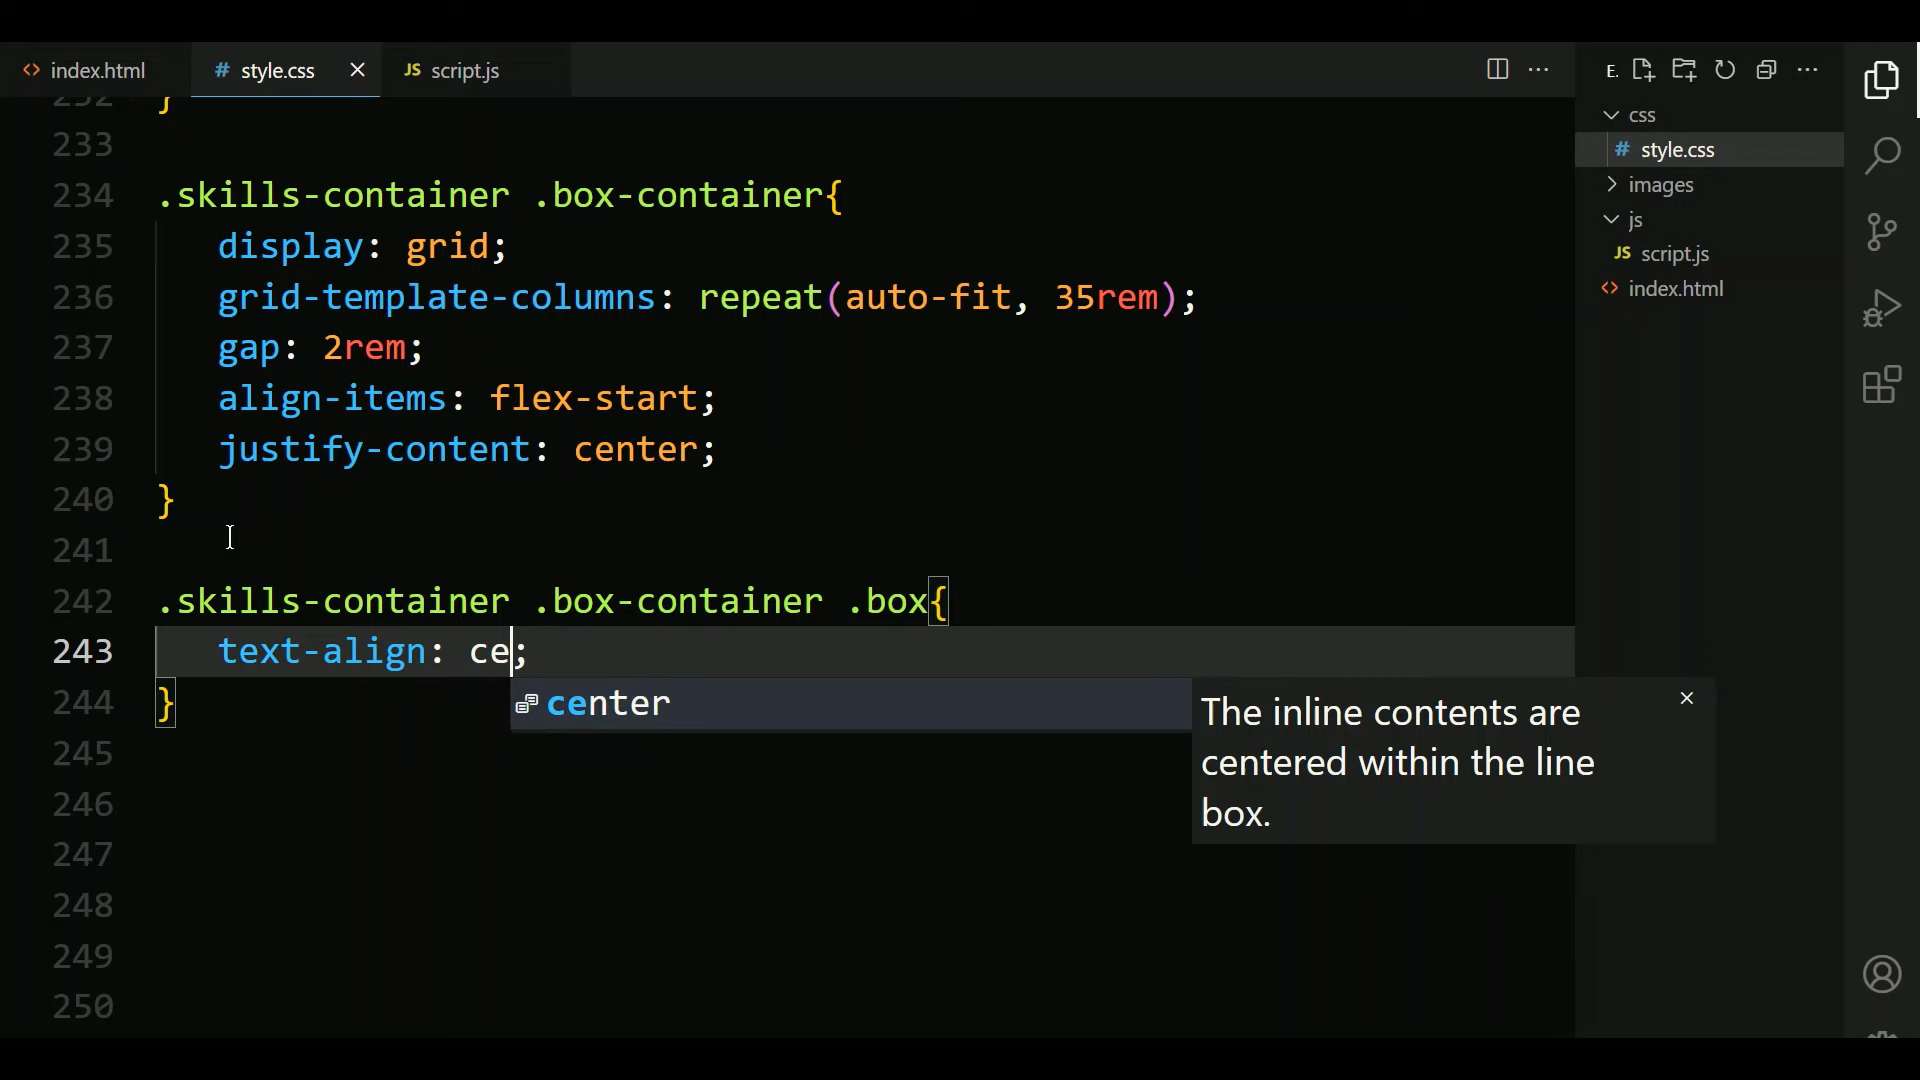 index.html
style.css
JS script.js
E.
232 }
233
234 .skills-container .box-container{
235 display: grid;
236 grid-template-columns: repeat(auto-fit, 35rem);
237 gap: 2rem;
238 align-items: flex-start;
239 justify-content: center;
240 }
241
242 .skills-container .box-container .box{
243 text-align: ce;
244 }
center
The inline contents are
centered within the line
box.
245
246
247
248
249
250
css
# style.css
images
js
JS script.js
index.html